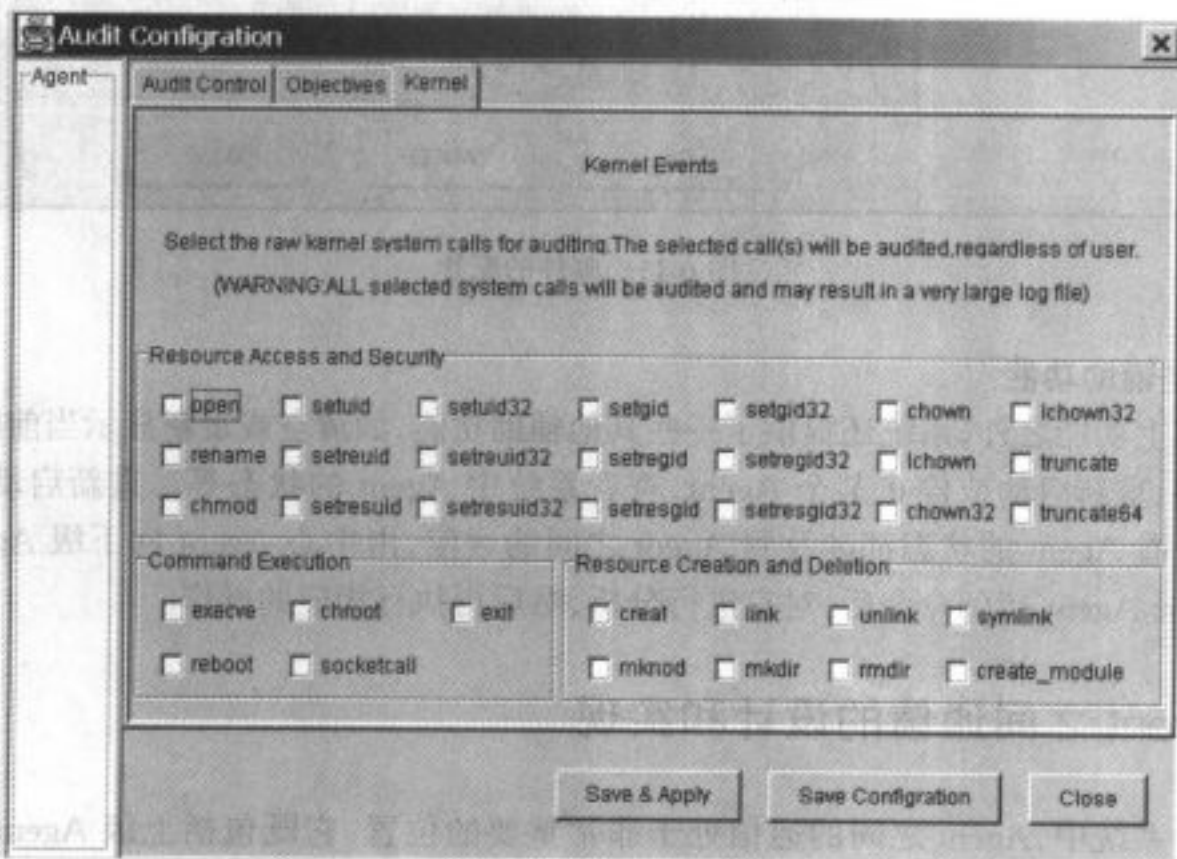 Audit Configration
Agent
Audit Control Objectives Kernel
Kernel Events
Select the raw kernel system calls for auditing.The selected call(s) will be audited,regardless of user.
(WARNING:ALL selected system calls will be audited and may result in a very large log file)
Resource Access and Security
open setuid setuid32 setgid setgid32 chown lchown32
rename setreuid setreuid32 setregid setregid32 lchown truncate
chmod setresuid setresuid32 setresgid setresgid32 chown32 truncate64
Command Execution
execve chroot exit
reboot socketcall
Resource Creation and Deletion
creat link unlink symlink
mknod mkdir rmdir create_module
Save & Apply Save Configration Close